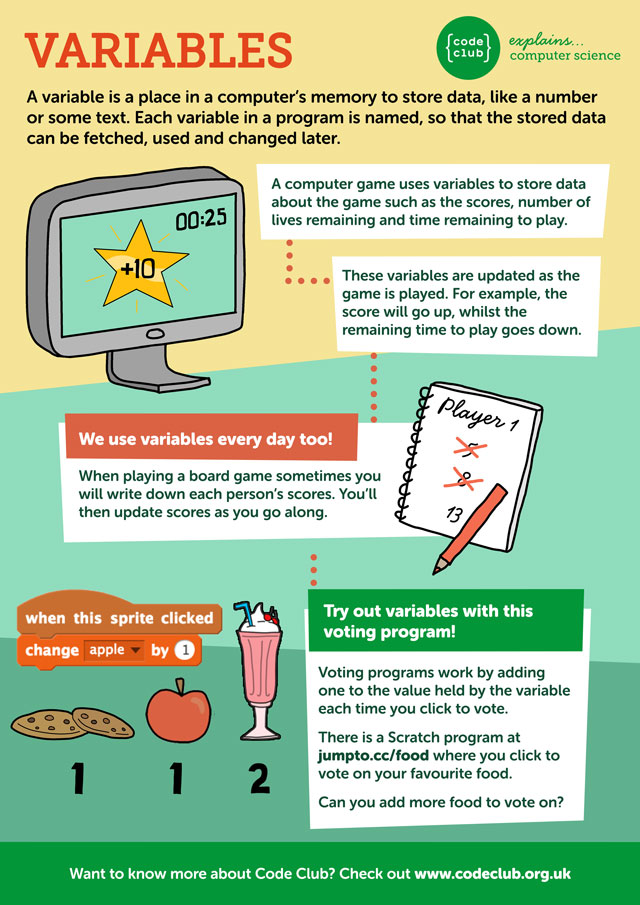 VARIABLES
{code
club}
explains...
computer science
A variable is a place in a computer's memory to store data, like a number
or some text. Each variable in a program is named, so that the stored data
can be fetched, used and changed later.
00:25
+10
A computer game uses variables to store data
about the game such as the scores, number of
lives remaining and time remaining to play.
These variables are updated as the
game is played. For example, the
score will go up, whilst the
remaining time to play goes down.
We use variables every day too!
When playing a board game sometimes you
will write down each person's scores. You'll
then update scores as you go along.
Player 1
5
8
13
when this sprite clicked
change apple by 1
1
1
2
Try out variables with this
voting program!
Voting programs work by adding
one to the value held by the variable
each time you click to vote.
There is a Scratch program at
jumpto.cc/food where you click to
vote on your favourite food.
Can you add more food to vote on?
Want to know more about Code Club? Check out www.codeclub.org.uk